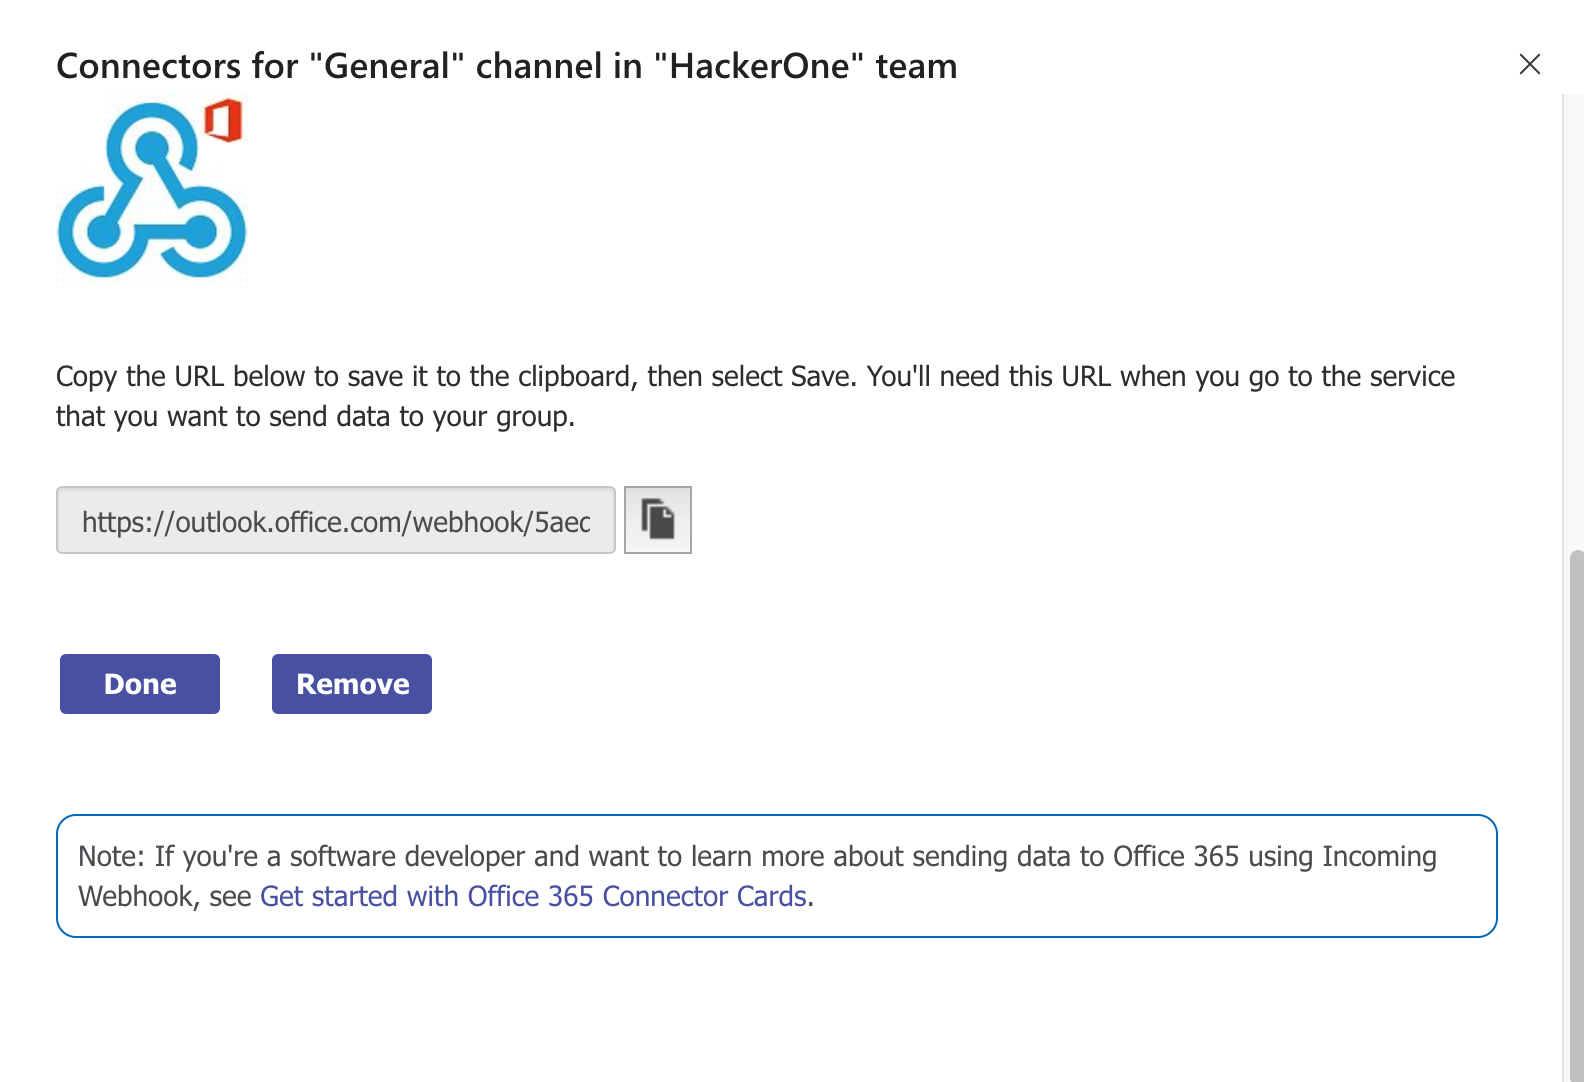 Connectors for "General" channel in "HackerOne" team
Copy the URL below to save it to the clipboard, then select Save. You'll need this URL when you go to the service
that you want to send data to your group.
https://outlook.office.com/webhook/5aec
Done
Remove
Note: If you're a software developer and want to learn more about sending data to Office 365 using Incoming
Webhook, see Get started with Office 365 Connector Cards.